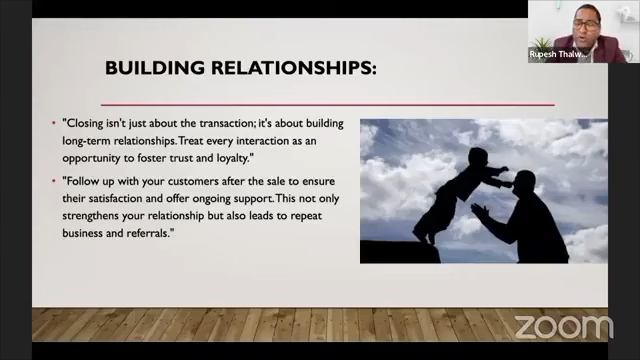 Rupesh Thalw...
BUILDING RELATIONSHIPS:
• "Closing isn't just about the transaction; it's about building
long-term relationships. Treat every interaction as an
opportunity to foster trust and loyalty."
• "Follow up with your customers after the sale to ensure
their satisfaction and offer ongoing support. This not only
strengthens your relationship but also leads to repeat
business and referrals."
zoom